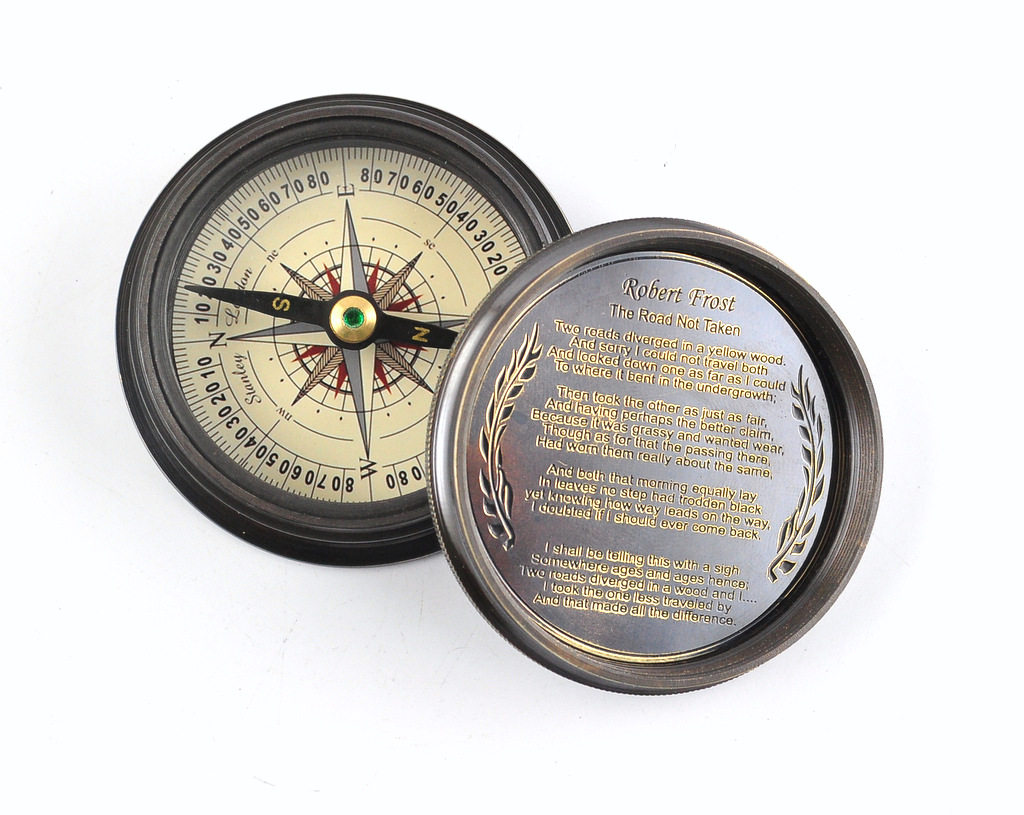 E
80 70 60 50 40 30 20
80 70 60 50 40 30 20 10
N
10 20 30 40 50 60 70 80
W
80
ne
se
nw
Stanley London
S
N
Robert Frost
The Road Not Taken
Two roads diverged in a yellow wood.
And sorry I could not travel both
And looked down one as far as I could
To where it bent in the undergrowth;
Then took the other as just as fair,
And having perhaps the better claim,
Because it was grassy and wanted wear,
Though as for that the passing there,
Had worn them really about the same,
And both that morning equally lay
In leaves no step had trodden black
yet knowing how way leads on the way,
I doubted if I should ever come back.
I shall be telling this with a sigh
Somewhere ages and ages hence;
Two roads diverged in a wood and I....
I took the one less traveled by
And that made all the difference.